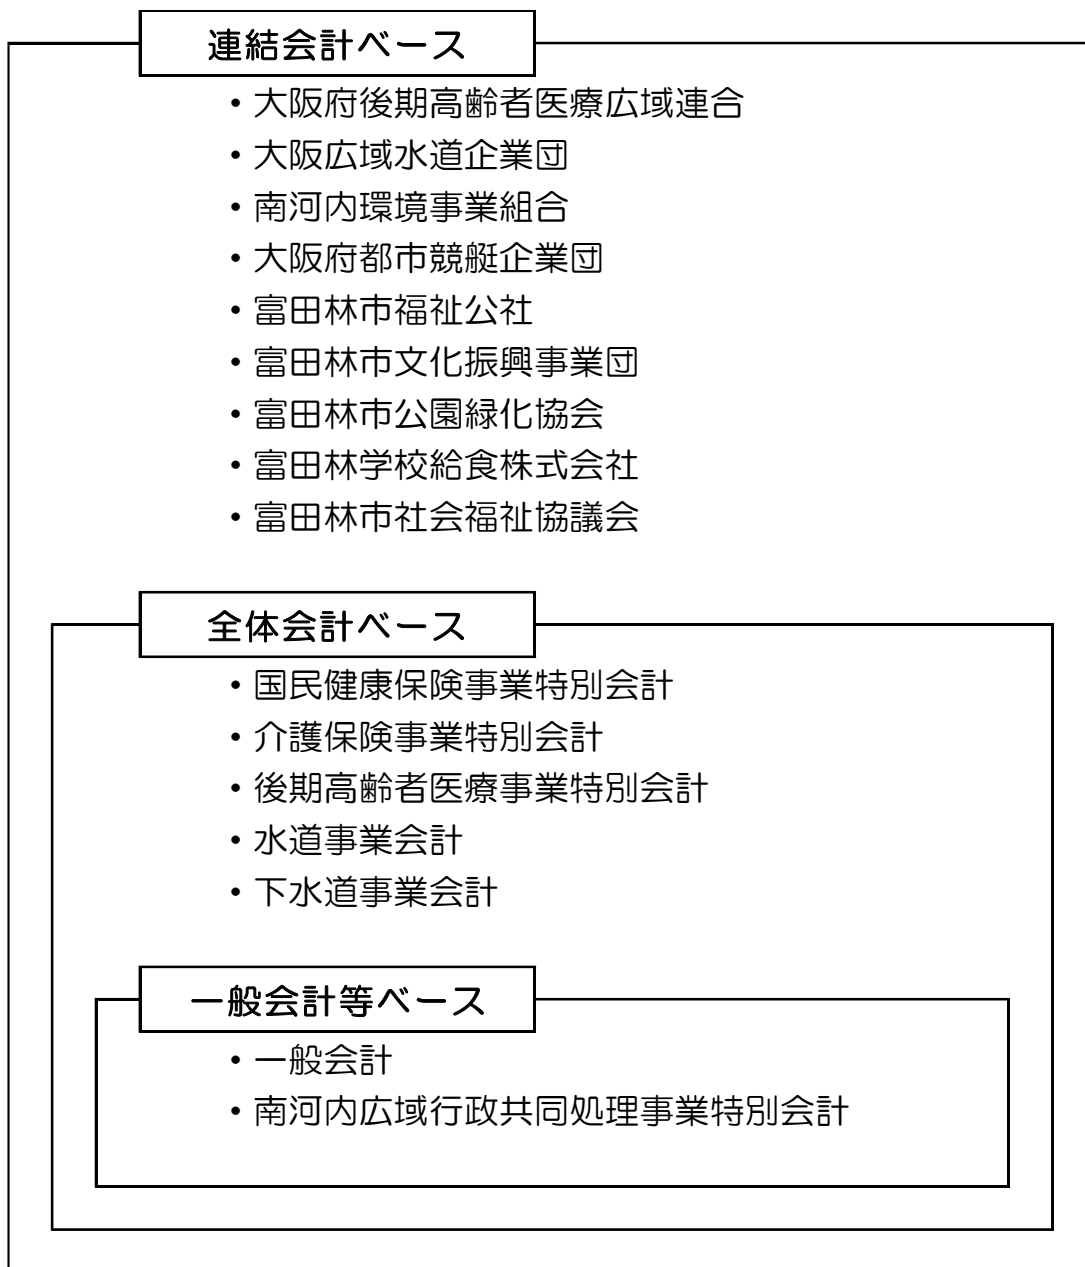 連結会計ベース
・大阪府後期高齢者医療広域連合
・大阪広域水道企業団
・南河内環境事業組合
・大阪府都市競艇企業団
・富田林市福祉公社
・富田林市文化振興事業団
・富田林市公園緑化協会
・富田林学校給食株式会社
・富田林市社会福祉協議会
全体会計ベース
・国民健康保険事業特別会計
・介護保険事業特別会計
・後期高齢者医療事業特別会計
・水道事業会計
・下水道事業会計
一般会計等ベース
・一般会計
・南河内広域行政共同処理事業特別会計